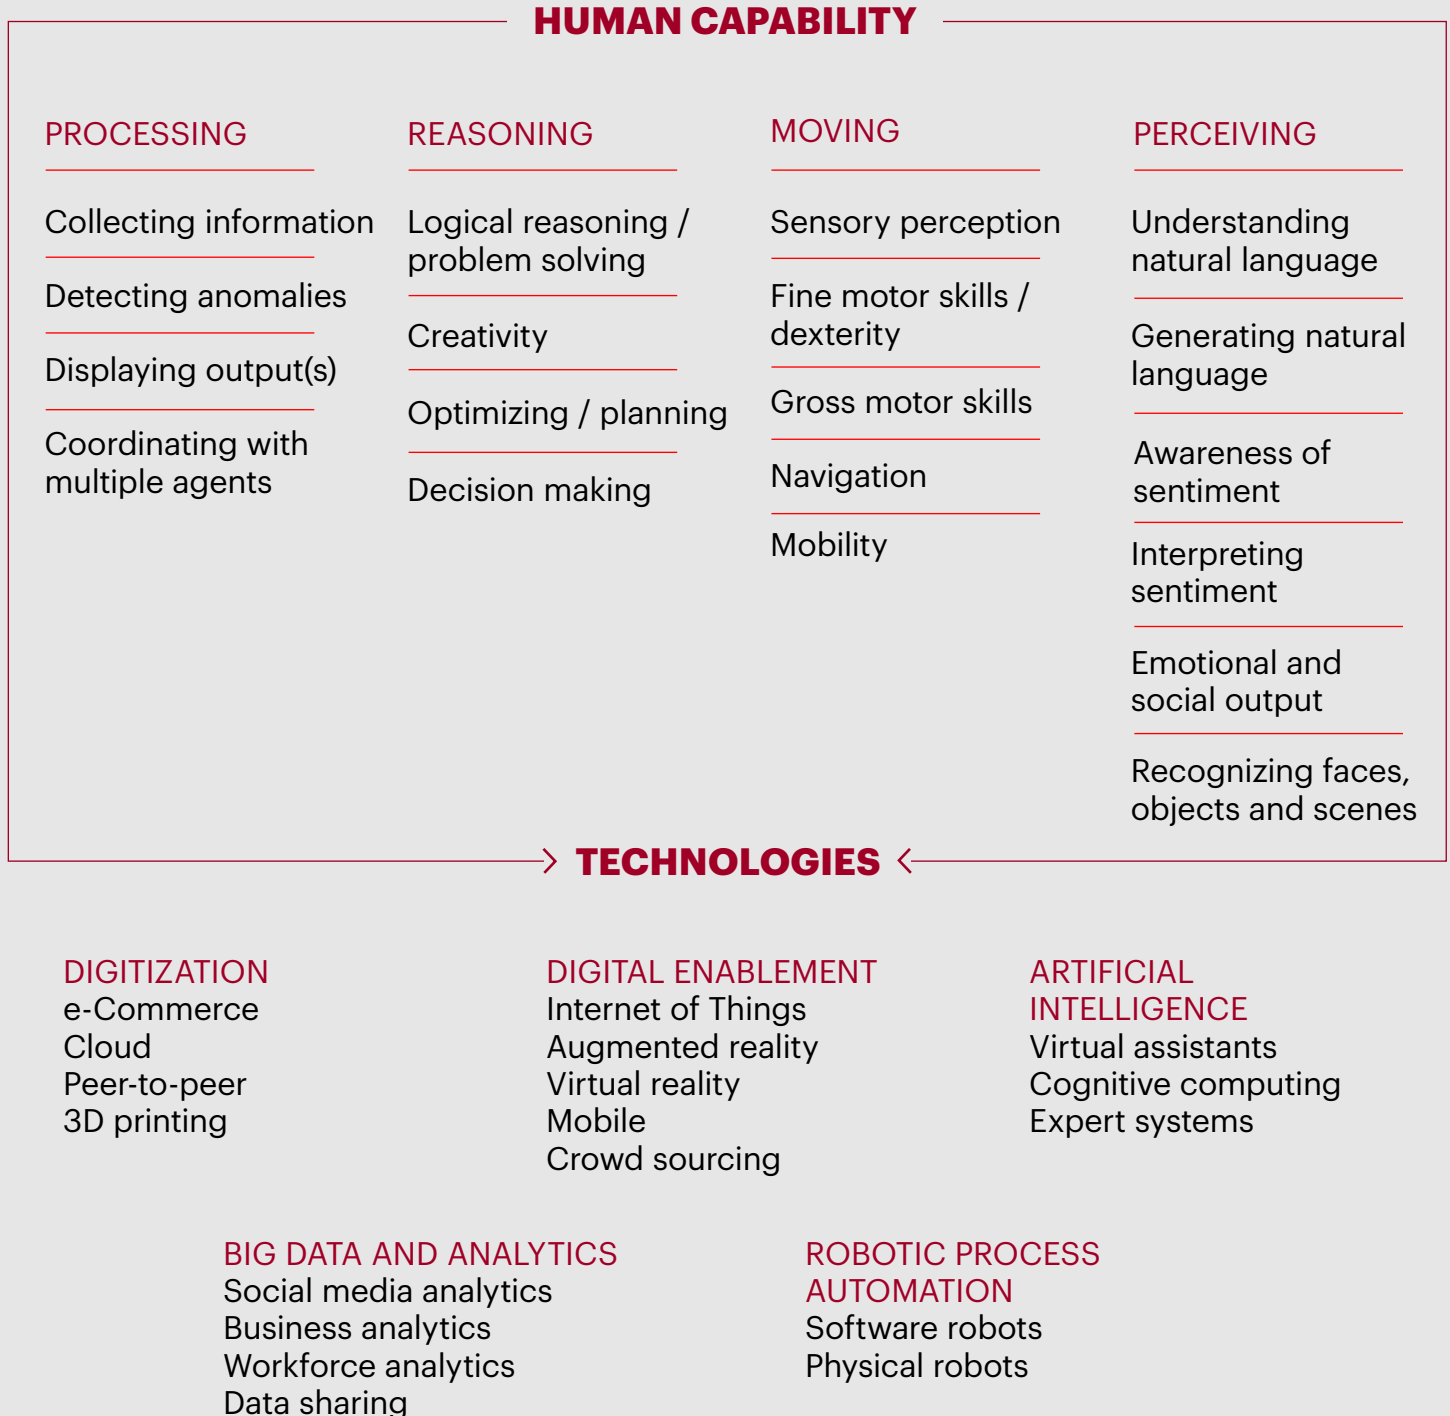 HUMAN CAPABILITY
PROCESSING
Collecting information
Detecting anomalies
Displaying output(s)
Coordinating with
multiple agents
REASONING
Logical reasoning /
problem solving
Creativity
Optimizing / planning
Decision making
MOVING
Sensory perception
Fine motor skills /
dexterity
Gross motor skills
Navigation
Mobility
PERCEIVING
Understanding
natural language
Generating natural
language
Awareness of
sentiment
Interpreting
sentiment
Emotional and
social output
Recognizing faces,
objects and scenes
TECHNOLOGIES
DIGITIZATION
e-Commerce
Cloud
Peer-to-peer
3D printing
DIGITAL ENABLEMENT
Internet of Things
Augmented reality
Virtual reality
Mobile
Crowd sourcing
ARTIFICIAL
INTELLIGENCE
Virtual assistants
Cognitive computing
Expert systems
BIG DATA AND ANALYTICS
Social media analytics
Business analytics
Workforce analytics
Data sharing
ROBOTIC PROCESS
AUTOMATION
Software robots
Physical robots